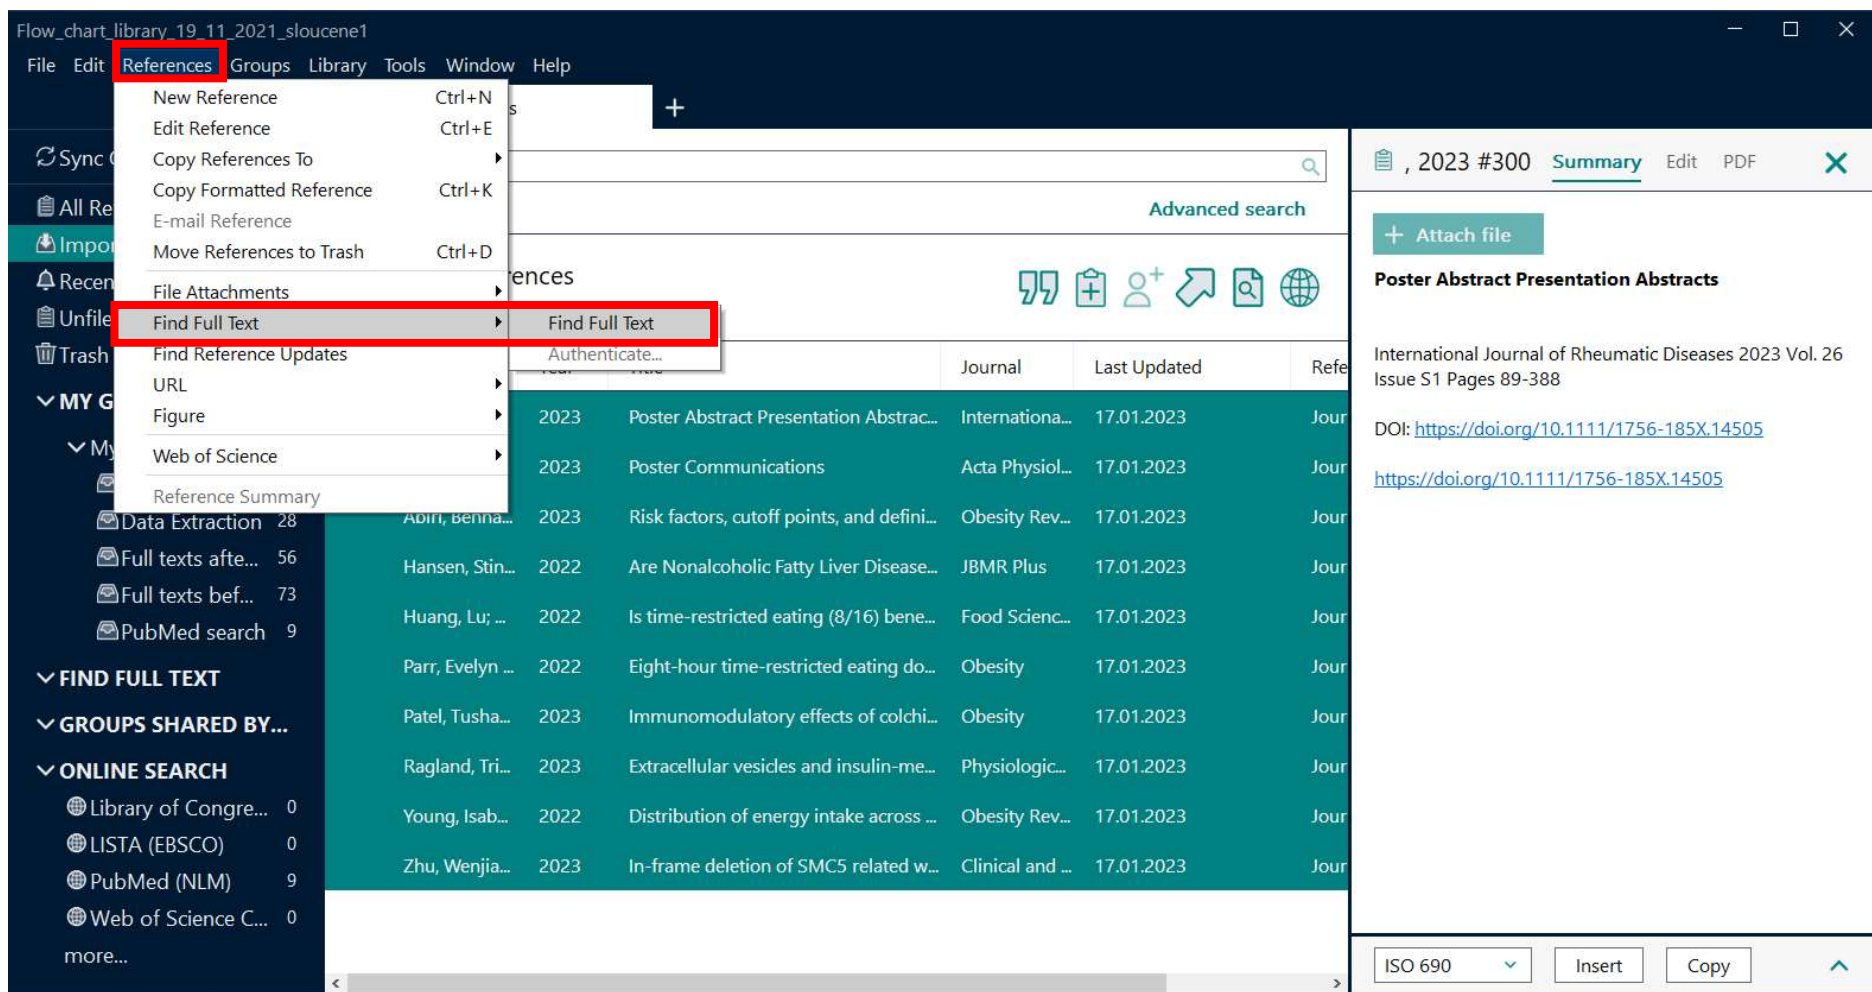 Flow_chart_library_19_11_2021_sloucene1
File Edit References Groups Library Tools Window Help
New Reference Ctrl+N
Edit Reference Ctrl+E
Copy References To
Copy Formatted Reference Ctrl+K
E-mail Reference
Move References to Trash Ctrl+D
File Attachments
Find Full Text
Find Reference Updates
URL
Figure
Web of Science
Reference Summary
Find Full Text
Authenticate...
Sync
All Re
Impor
Recen
Unfile
Trash
MY G
My
Data Extraction 28
Full texts afte... 56
Full texts bef... 73
PubMed search 9
FIND FULL TEXT
GROUPS SHARED BY...
ONLINE SEARCH
Library of Congre... 0
LISTA (EBSCO) 0
PubMed (NLM) 9
Web of Science C... 0
more...
s
+
Advanced search
ences
Year Title Journal Last Updated Refe
2023 Poster Abstract Presentation Abstrac... Internationa... 17.01.2023 Jour
2023 Poster Communications Acta Physiol... 17.01.2023 Jour
Abiri, Behna... 2023 Risk factors, cutoff points, and defini... Obesity Rev... 17.01.2023 Jour
Hansen, Stin... 2022 Are Nonalcoholic Fatty Liver Disease... JBMR Plus 17.01.2023 Jour
Huang, Lu; ... 2022 Is time-restricted eating (8/16) bene... Food Scienc... 17.01.2023 Jour
Parr, Evelyn ... 2022 Eight-hour time-restricted eating do... Obesity 17.01.2023 Jour
Patel, Tusha... 2023 Immunomodulatory effects of colchi... Obesity 17.01.2023 Jour
Ragland, Tri... 2023 Extracellular vesicles and insulin-me... Physiologic... 17.01.2023 Jour
Young, Isab... 2022 Distribution of energy intake across ... Obesity Rev... 17.01.2023 Jour
Zhu, Wenjia... 2023 In-frame deletion of SMC5 related w... Clinical and ... 17.01.2023 Jour
, 2023 #300 Summary Edit PDF
+ Attach file
Poster Abstract Presentation Abstracts
International Journal of Rheumatic Diseases 2023 Vol. 26
Issue S1 Pages 89-388
DOI: https://doi.org/10.1111/1756-185X.14505
https://doi.org/10.1111/1756-185X.14505
ISO 690 Insert Copy